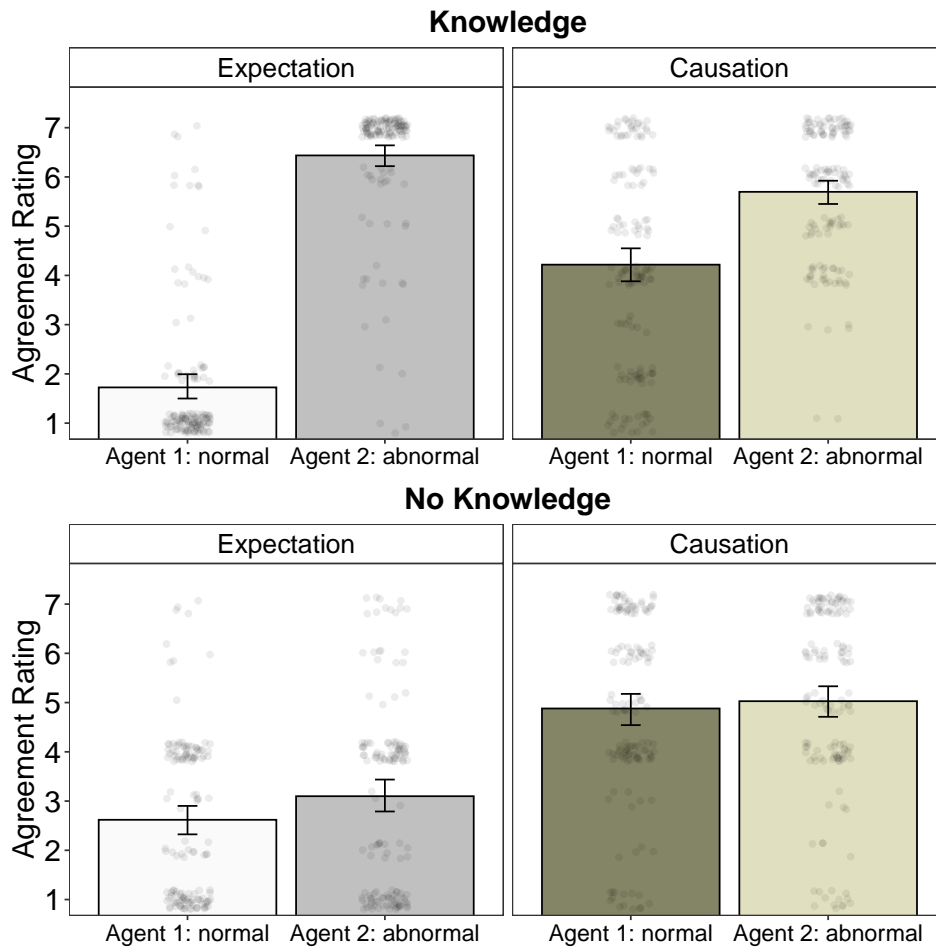 Knowledge
Expectation Causation
Agreement Rating
7
6
5
4
3
2
1
Agent 1: normal Agent 2: abnormal Agent 1: normal Agent 2: abnormal
No Knowledge
Expectation Causation
Agreement Rating
7
6
5
4
3
2
1
Agent 1: normal Agent 2: abnormal Agent 1: normal Agent 2: abnormal